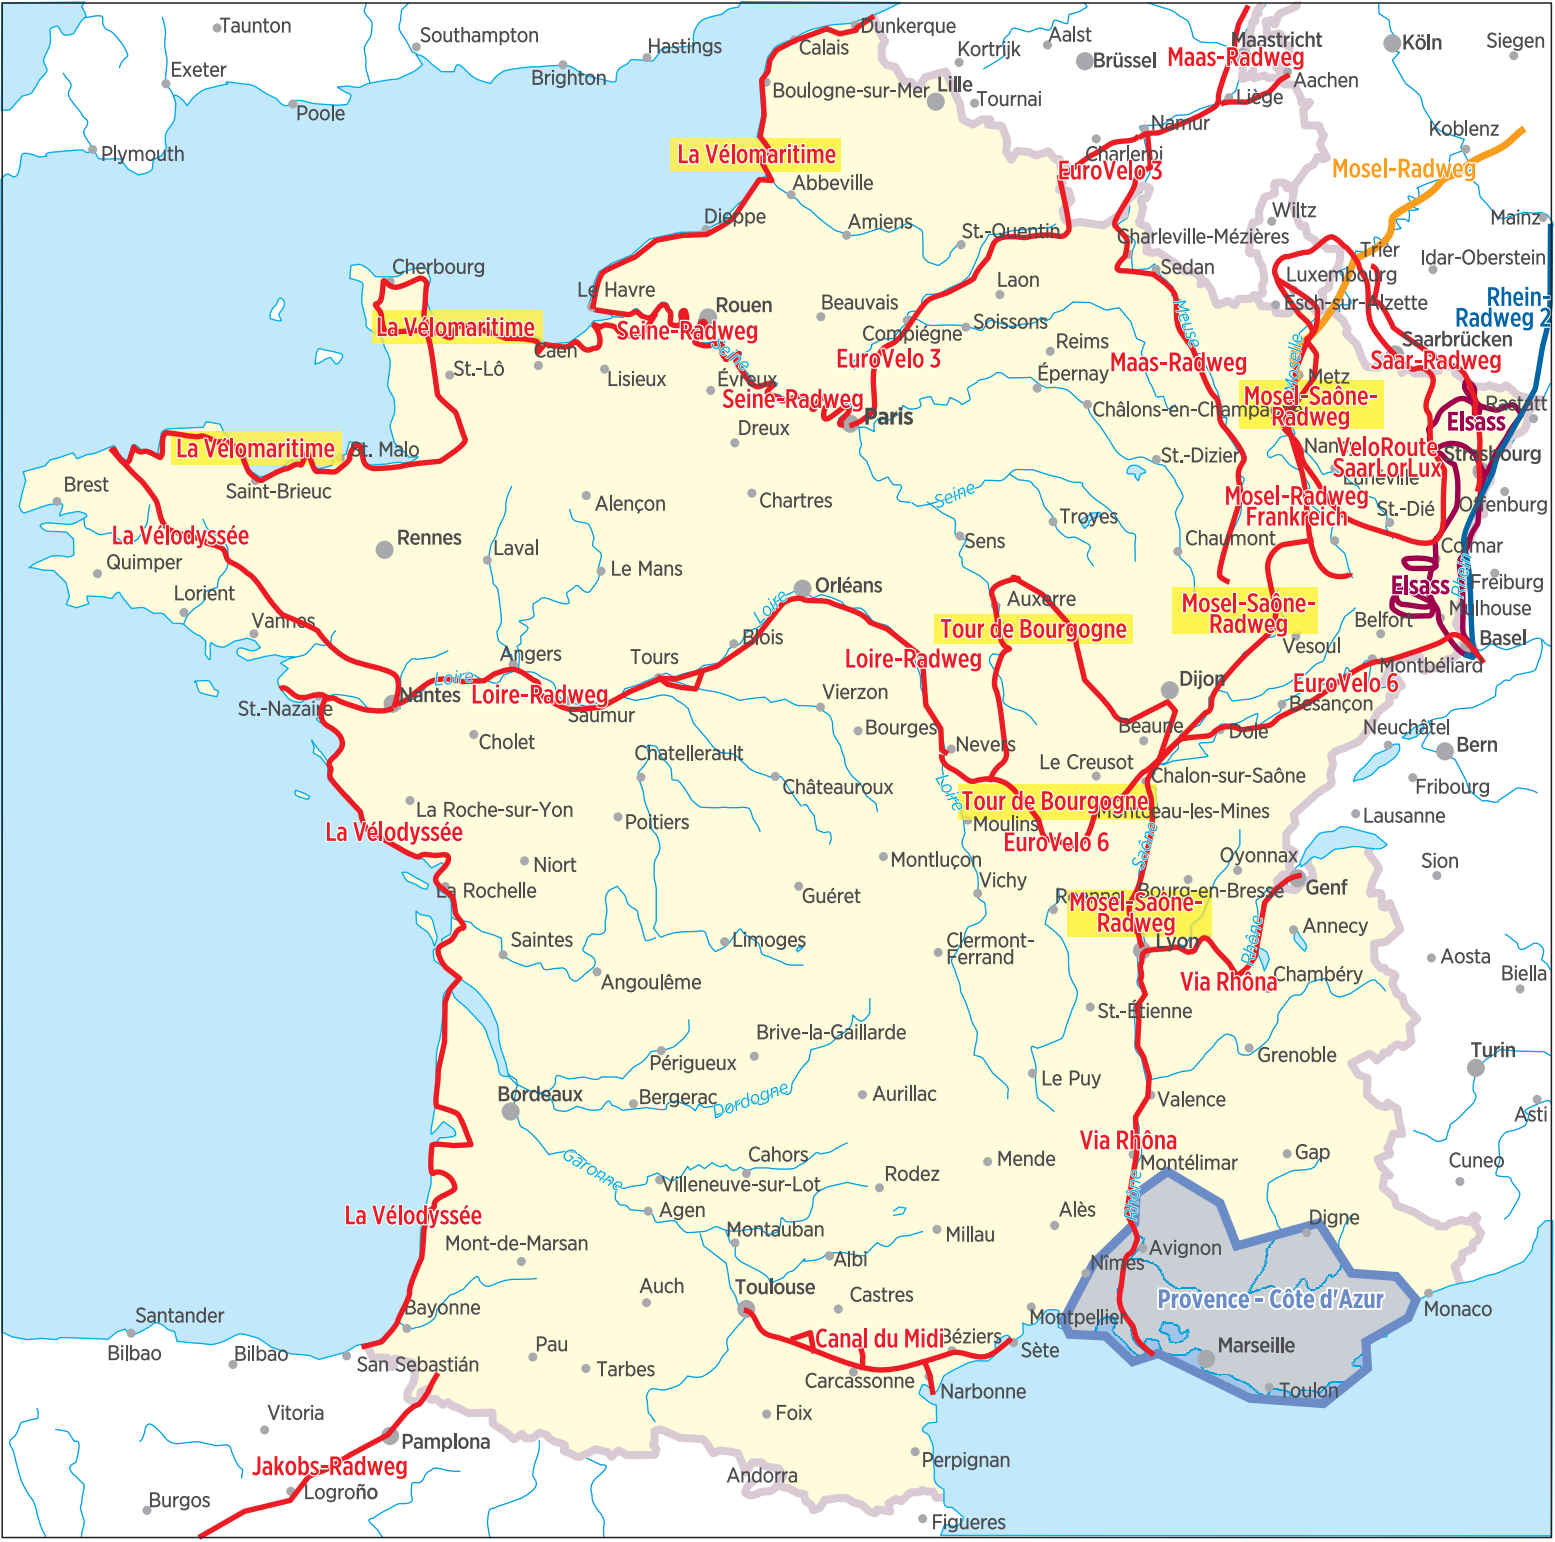 Taunton
Southampton
Hastings
Exeter
Brighton
Poole
Plymouth
Dunkerque
Calais
Kortrijk
Aalst
Brüssel
Maastricht
Maas-Radweg
Köln
Siegen
Boulogne-sur-Mer
Lille
Tournai
Liège
Aachen
Namur
Koblenz
La Vélomaritime
Charleroi
EuroVelo 3
Mosel-Radweg
Abbeville
Wiltz
Mainz
Dieppe
Amiens
St.-Quentin
Charleville-Mézières
Trier
Idar-Oberstein
Cherbourg
Sedan
Luxembourg
Le Havre
Laon
Esch-sur-Alzette
Rhein-
Radweg 2
Rouen
Beauvais
Soissons
Meuse
La Vélomaritime
Seine-Radweg
Compiègne
Seine
Reims
Saarbrücken
Caen
EuroVelo 3
Maas-Radweg
Moselle
Saar-Radweg
St.-Lô
Lisieux
Évreux
Épernay
Metz
Seine-Radweg
Paris
Châlons-en-Champagne
Mosel-Saône-
Radweg
Rastatt
Elsass
Dreux
La Vélomaritime
St. Malo
St.-Dizier
Nancy
VeloRoute
SaarLorLux
Strasbourg
Brest
Saint-Brieuc
Alençon
Chartres
Seine
Lunéville
Mosel-Radweg
Frankreich
St.-Dié
Offenburg
La Vélodyssée
Rennes
Laval
Sens
Troyes
Chaumont
Colmar
Quimper
Le Mans
Orléans
Rhein
Elsass
Freiburg
Lorient
Loire
Auxerre
Mosel-Saône-
Radweg
Mulhouse
Vannes
Blois
Tour de Bourgogne
Belfort
Basel
Angers
Tours
Loire-Radweg
Vesoul
Montbéliard
Loire
Nantes
Loire-Radweg
Vierzon
Dijon
EuroVelo 6
St.-Nazaire
Saumur
Besançon
Cholet
Bourges
Nevers
Beaune
Dole
Neuchâtel
Bern
Chatellerault
Le Creusot
Châteauroux
Loire
Chalon-sur-Saône
Fribourg
La Roche-sur-Yon
Poitiers
Tour de Bourgogne
Montceau-les-Mines
Lausanne
La Vélodyssée
Moulins
EuroVelo 6
Saône
Niort
Montluçon
Oyonnax
Sion
La Rochelle
Guéret
Vichy
Roanne
Bourg-en-Bresse
Genf
Mosel-Saône-
Radweg
Saintes
Limoges
Clermont-
Ferrand
Lyon
Rhône
Annecy
Aosta
Angoulême
Via Rhôna
Chambéry
Biella
St.-Étienne
Brive-la-Gaillarde
Périgueux
Grenoble
Turin
Bordeaux
Bergerac
Dordogne
Aurillac
Le Puy
Valence
Asti
Via Rhôna
Garonne
Cahors
Mende
Montélimar
Gap
Cuneo
Villeneuve-sur-Lot
Rodez
Rhône
La Vélodyssée
Agen
Alès
Digne
Mont-de-Marsan
Montauban
Millau
Avignon
Albi
Nîmes
Auch
Toulouse
Castres
Provence - Côte d'Azur
Bayonne
Montpellier
Monaco
Santander
Canal du Midi
Béziers
Marseille
Bilbao
Bilbao
San Sebastián
Pau
Tarbes
Sète
Carcassonne
Narbonne
Toulon
Vitoria
Foix
Pamplona
Jakobs-Radweg
Perpignan
Andorra
Logroño
Burgos
Figueres